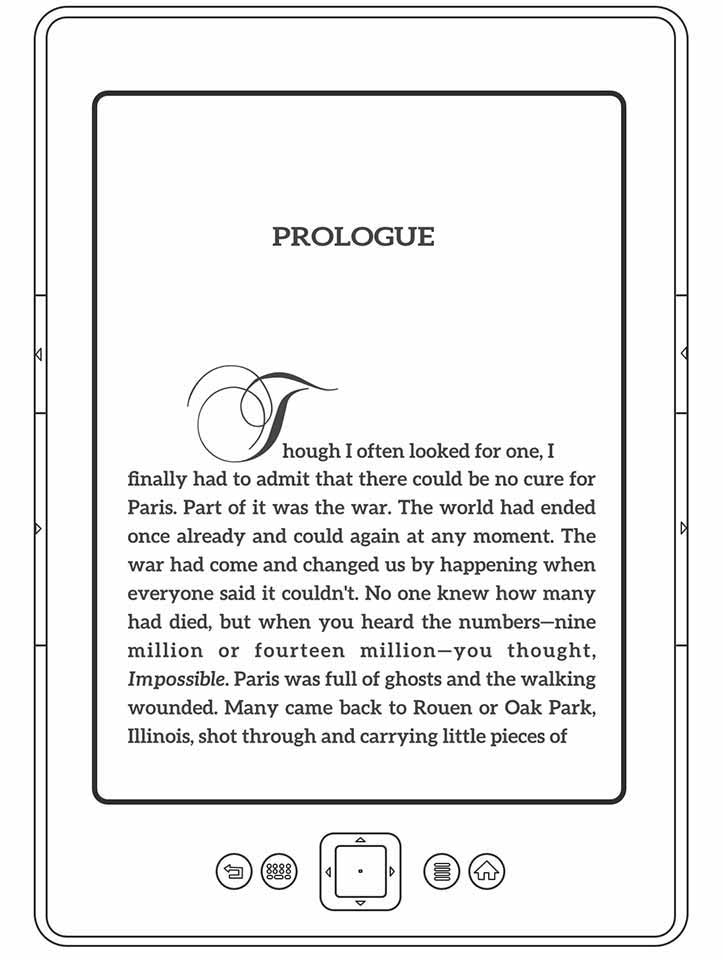 PROLOGUE
Though I often looked for one, I
finally had to admit that there could be no cure for
Paris. Part of it was the war. The world had ended
once already and could again at any moment. The
war had come and changed us by happening when
everyone said it couldn't. No one knew how many
had died, but when you heard the numbers—nine
million or fourteen million—you thought,
Impossible. Paris was full of ghosts and the walking
wounded. Many came back to Rouen or Oak Park,
Illinois, shot through and carrying little pieces of